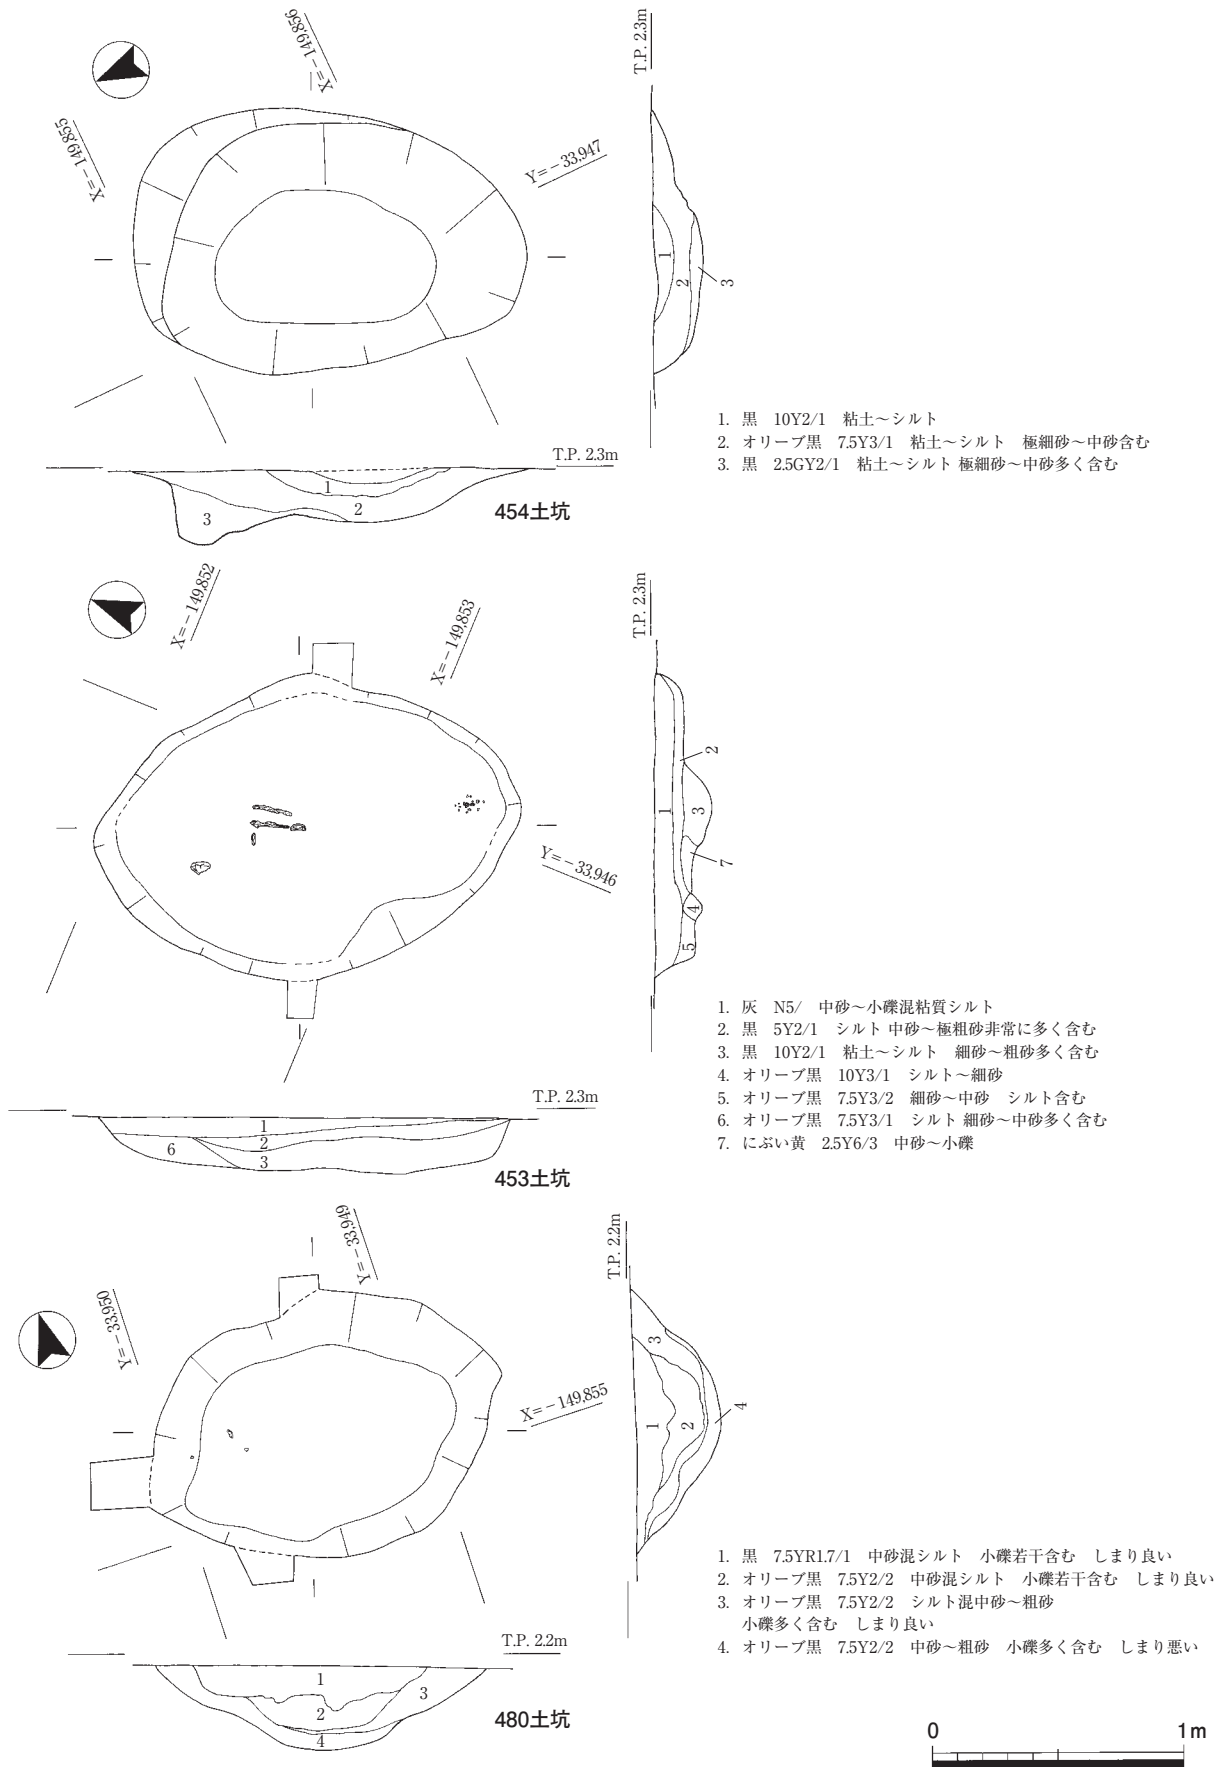 X=−149,856
T.P. 2.3m
X=−149,855
Y=−33,947
1
2
3
1. 黒 10Y2/1 粘土～シルト
2. オリーブ黒 7.5Y3/1 粘土～シルト 極細砂～中砂含む
3. 黒 2.5GY2/1 粘土～シルト 極細砂～中砂多く含む
T.P. 2.3m
1
2
3
454土坑
X=−149,852
X=−149,853
T.P. 2.3m
Y=−33,946
2
1
3
7
4
5
1. 灰 N5/ 中砂～小礫混粘質シルト
2. 黒 5Y2/1 シルト 中砂～極粗砂非常に多く含む
3. 黒 10Y2/1 粘土～シルト 細砂～粗砂多く含む
4. オリーブ黒 10Y3/1 シルト～細砂
5. オリーブ黒 7.5Y3/2 細砂～中砂 シルト含む
6. オリーブ黒 7.5Y3/1 シルト 細砂～中砂多く含む
7. にぶい黄 2.5Y6/3 中砂～小礫
T.P. 2.3m
1
2
6
3
453土坑
Y=−33,949
T.P. 2.2m
Y=−33,950
X=−149,855
3
1
2
4
1. 黒 7.5YR1.7/1 中砂混シルト 小礫若干含む しまり良い
2. オリーブ黒 7.5Y2/2 中砂混シルト 小礫若干含む しまり良い
3. オリーブ黒 7.5Y2/2 シルト混中砂～粗砂
小礫多く含む しまり良い
4. オリーブ黒 7.5Y2/2 中砂～粗砂 小礫多く含む しまり悪い
T.P. 2.2m
1
3
2
4
480土坑
0 1m